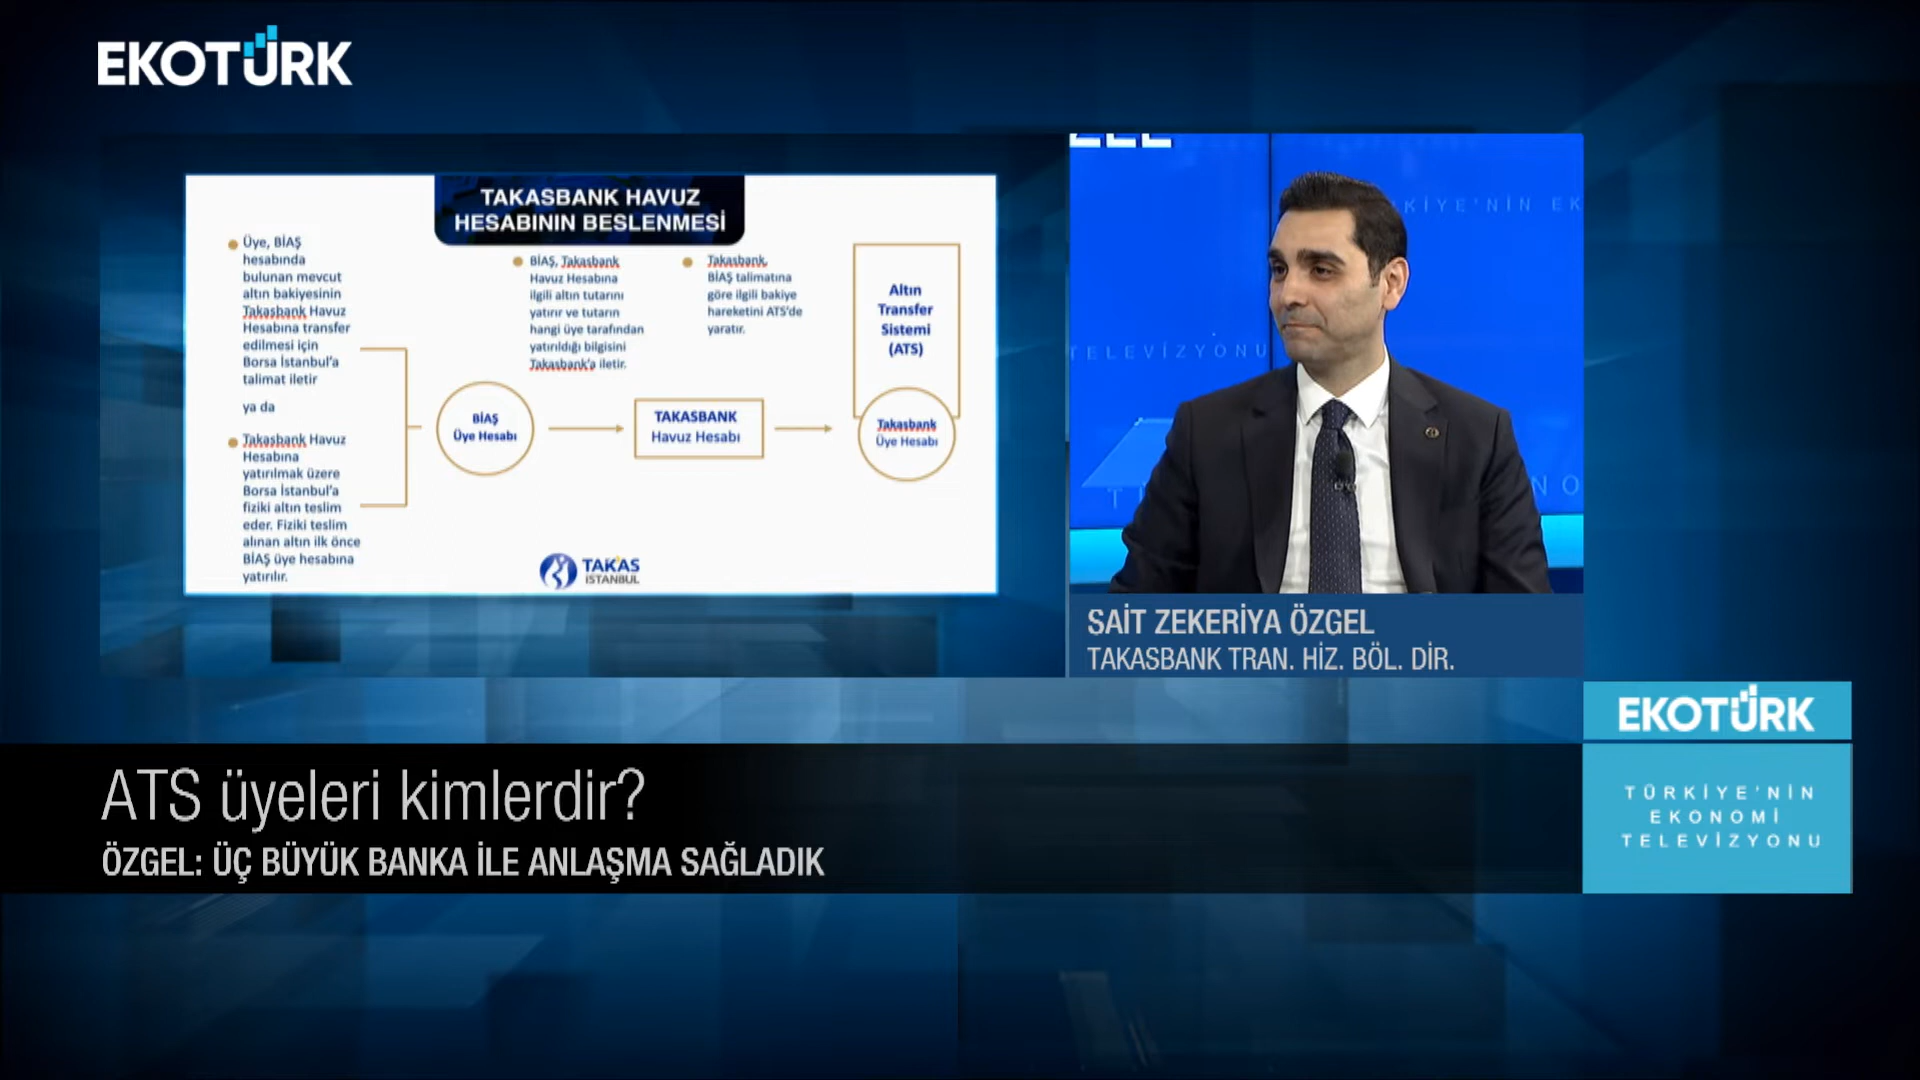 EKOTÜRK
TAKASBANK HAVUZ
HESABININ BESLENMESİ
Üye, BİAŞ
hesabında
bulunan mevcut
altın bakiyesinin
Takasbank Havuz
Hesabına transfer
edilmesi için
Borsa İstanbul'a
talimat iletir
ya da
Takasbank Havuz
Hesabına
yatırılmak üzere
Borsa İstanbul'a
fiziki altın teslim
eder. Fiziki teslim
alınan altın ilk önce
BİAŞ üye hesabına
yatırılır.
BİAŞ
Üye Hesabı
BİAŞ, Takasbank
Havuz Hesabına
ilgili altın tutarını
yatırır ve tutarın
hangi üye tarafından
yatırıldığı bilgisini
Takasbank'a iletir.
TAKASBANK
Havuz Hesabı
Takasbank,
BİAŞ talimatına
göre ilgili bakiye
hareketini ATS'de
yaratır.
Altın
Transfer
Sistemi
(ATS)
Takasbank
Üye Hesabı
TAKAS
İSTANBUL
KİYE'NİN EK
TELEVİZYONU
SAİT ZEKERİYA ÖZGEL
TAKASBANK TRAN. HİZ. BÖL. DİR.
EKOTÜRK
TÜRKİYE'NİN
EKONOMİ
TELEVİZYONU
ATS üyeleri kimlerdir?
ÖZGEL: ÜÇ BÜYÜK BANKA İLE ANLAŞMA SAĞLADIK